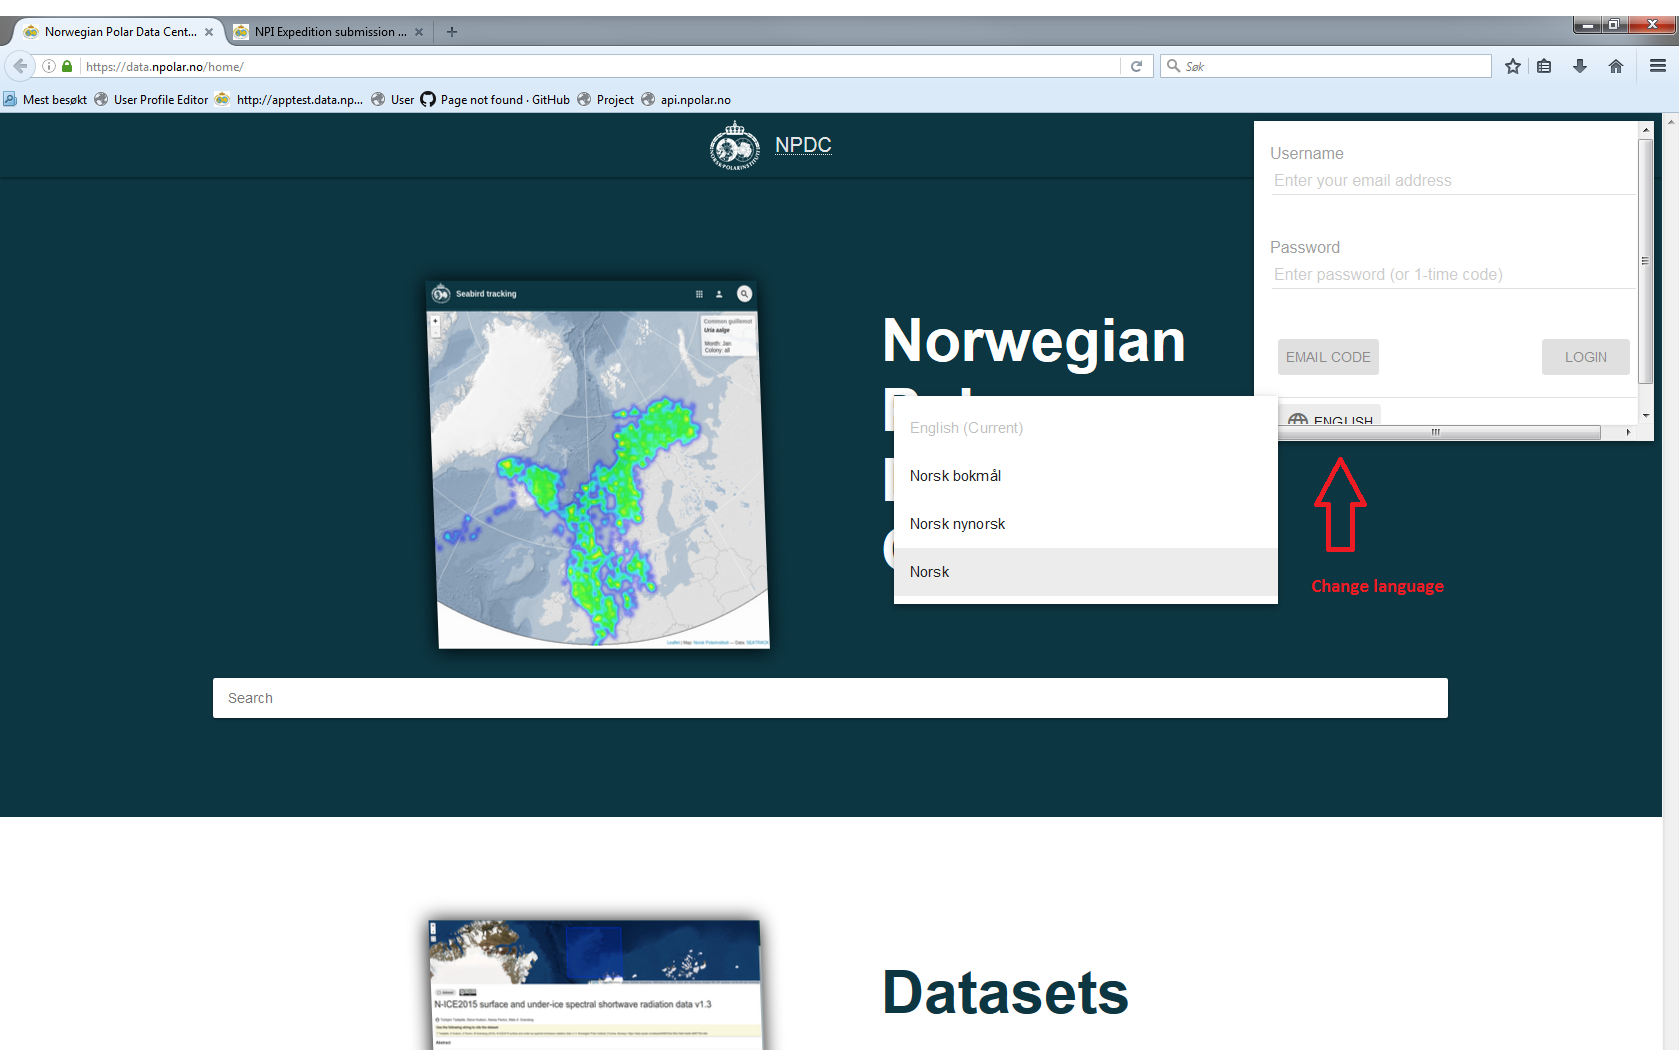 Norwegian Polar Data Cent...
NPI Expedition submission ...
https://data.npolar.no/home/
Søk
Mest besøkt
User Profile Editor
http://apptest.data.np...
User
Page not found · GitHub
Project
api.npolar.no
NPDC
Username
Enter your email address
Password
Enter password (or 1-time code)
EMAIL CODE
LOGIN
ENGLISH
Seabird tracking
Common guillemot
Uria aalge
Month: Jan
Colony: all
Norwegian
English (Current)
Norsk bokmål
Norsk nynorsk
Norsk
Change language
Search
Datasets
N-ICE2015 surface and under-ice spectral shortwave radiation data v1.3
Abstract